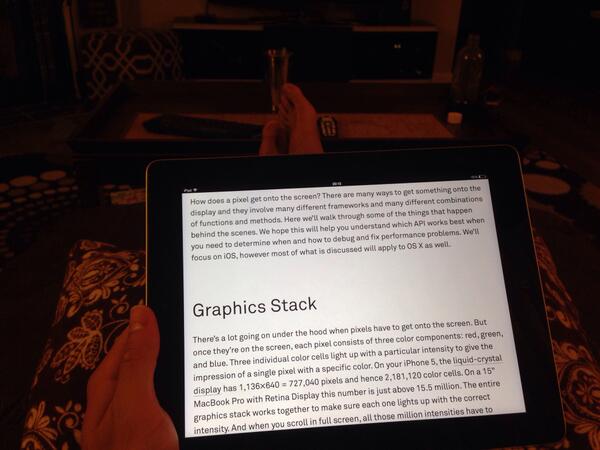 iPad
How does a pixel get onto the screen? There are many ways to get something onto the
display and they involve many different frameworks and many different combinations
of functions and methods. Here we'll walk through some of the things that happen
behind the scenes. We hope this will help you understand which API works best when
you need to determine when and how to debug and fix performance problems. We'll
focus on iOS, however most of what is discussed will apply to OS X as well.
Graphics Stack
There's a lot going on under the hood when pixels have to get onto the screen. But
once they're on the screen, each pixel consists of three color components: red, green,
and blue. Three individual color cells light up with a particular intensity to give the
impression of a single pixel with a specific color. On your iPhone 5, the liquid-crystal
display has 1,136×640 = 727,040 pixels and hence 2,181,120 color cells. On a 15"
MacBook Pro with Retina Display this number is just above 15.5 million. The entire
graphics stack works together to make sure each one lights up with the correct
intensity. And when you scroll in full screen, all those million intensities have to